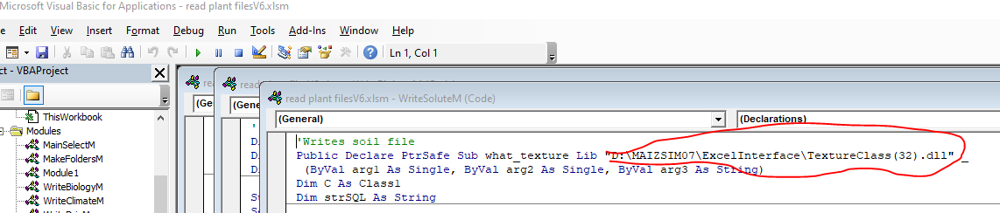 Microsoft Visual Basic for Applications - read plant filesV6.xlsm
View Insert Format Debug Run Tools Add-Ins Window Help
Ln 1, Col 1
ct - VBAProject
ThisWorkbook
Modules
MainSelectM
MakeFoldersM
Module1
WriteBiologyM
WriteClimateM
read plant filesV6.xlsm - WriteSoluteM (Code)
(General)
(Declarations)
'Writes soil file
Public Declare PtrSafe Sub what_texture Lib "D:\MAIZSIM07\ExcelInterface\TextureClass(32).dll" _
(ByVal arg1 As Single, ByVal arg2 As Single, ByVal arg3 As String)
Dim C As Class1
Dim strSQL As String